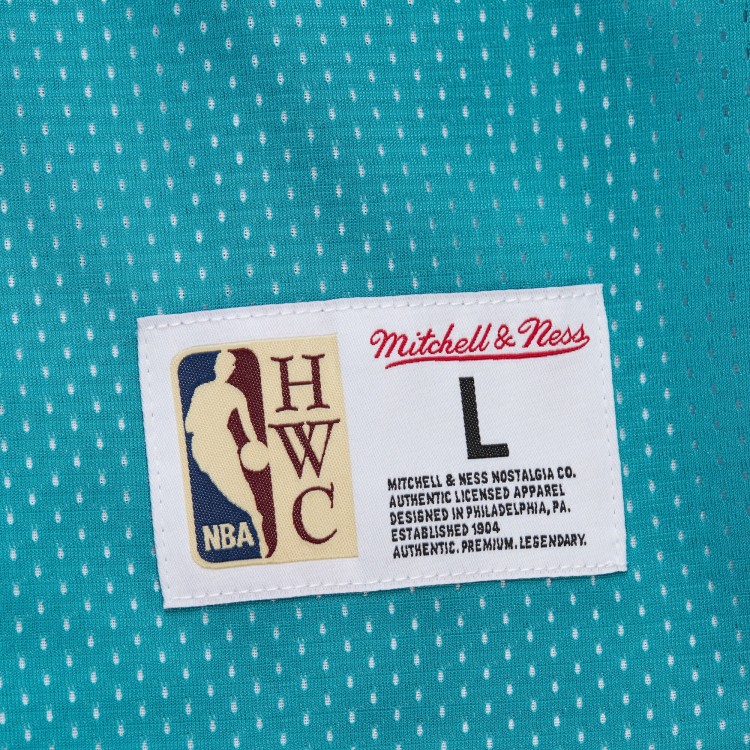 NBA
H
W
C
Mitchell & Ness
L
MITCHELL & NESS NOSTALGIA CO.
AUTHENTIC LICENSED APPAREL
DESIGNED IN PHILADELPHIA, PA.
ESTABLISHED 1904
AUTHENTIC. PREMIUM. LEGENDARY.